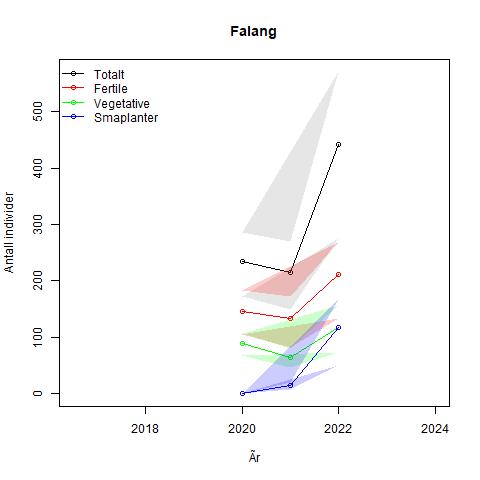 Falang
Totalt
Fertile
Vegetative
Smaplanter
Antall individer
500
400
300
200
100
0
2018
2020
2022
2024
Ãr